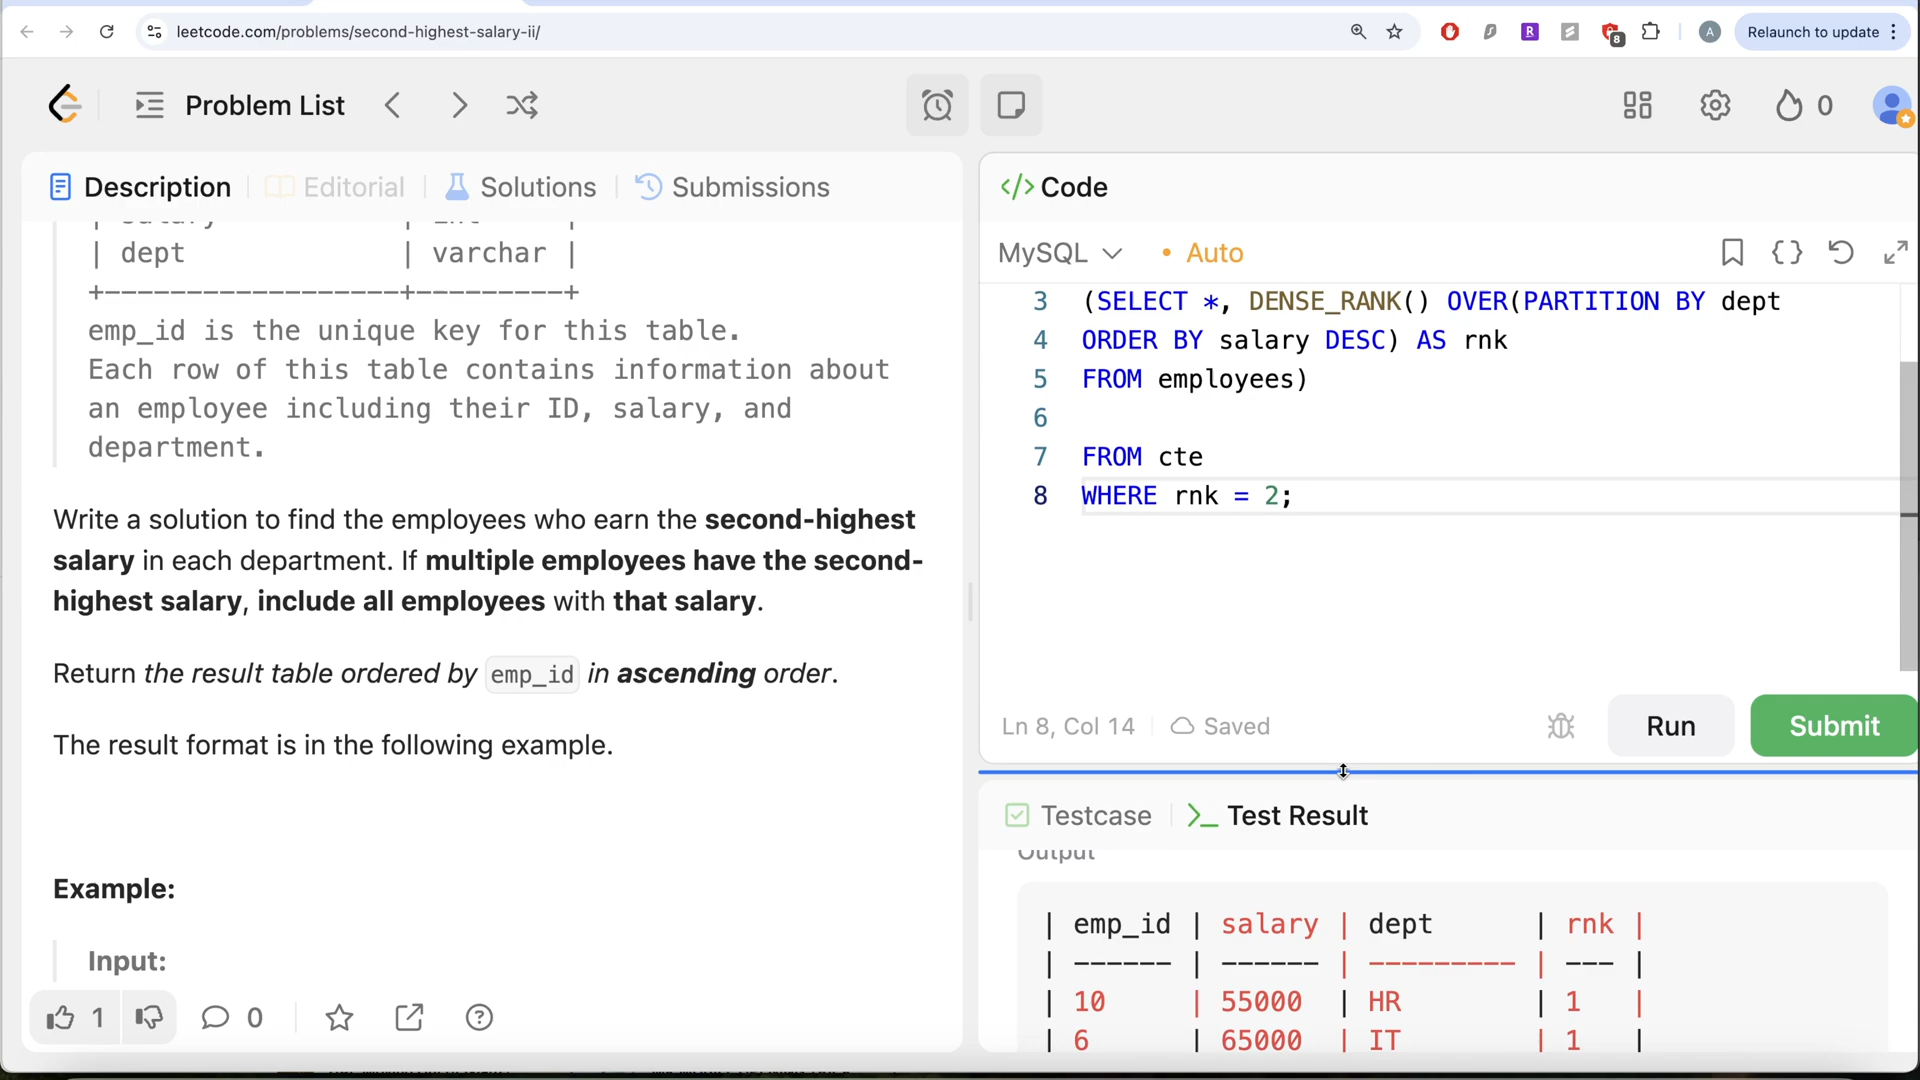 leetcode.com/problems/second-highest-salary-ii/
8
A
Relaunch to update
Problem List
0
Description
Editorial
Solutions
Submissions
| salary | int |
| dept | varchar |
+------------------+---------+
emp_id is the unique key for this table.
Each row of this table contains information about
an employee including their ID, salary, and
department.
Write a solution to find the employees who earn the second-highest
salary in each department. If multiple employees have the second-
highest salary, include all employees with that salary.
Return the result table ordered by emp_id in ascending order.
The result format is in the following example.
Example:
Input:
1
0
</> Code
MySQL
• Auto
3 (SELECT *, DENSE_RANK() OVER(PARTITION BY dept
4 ORDER BY salary DESC) AS rnk
5 FROM employees)
6
7 FROM cte
8 WHERE rnk = 2;
Ln 8, Col 14
Saved
Run
Submit
Testcase
Test Result
Output
| emp_id | salary | dept | rnk |
| ------ | ------ | --------- | --- |
| 10 | 55000 | HR | 1 |
| 6 | 65000 | IT | 1 |